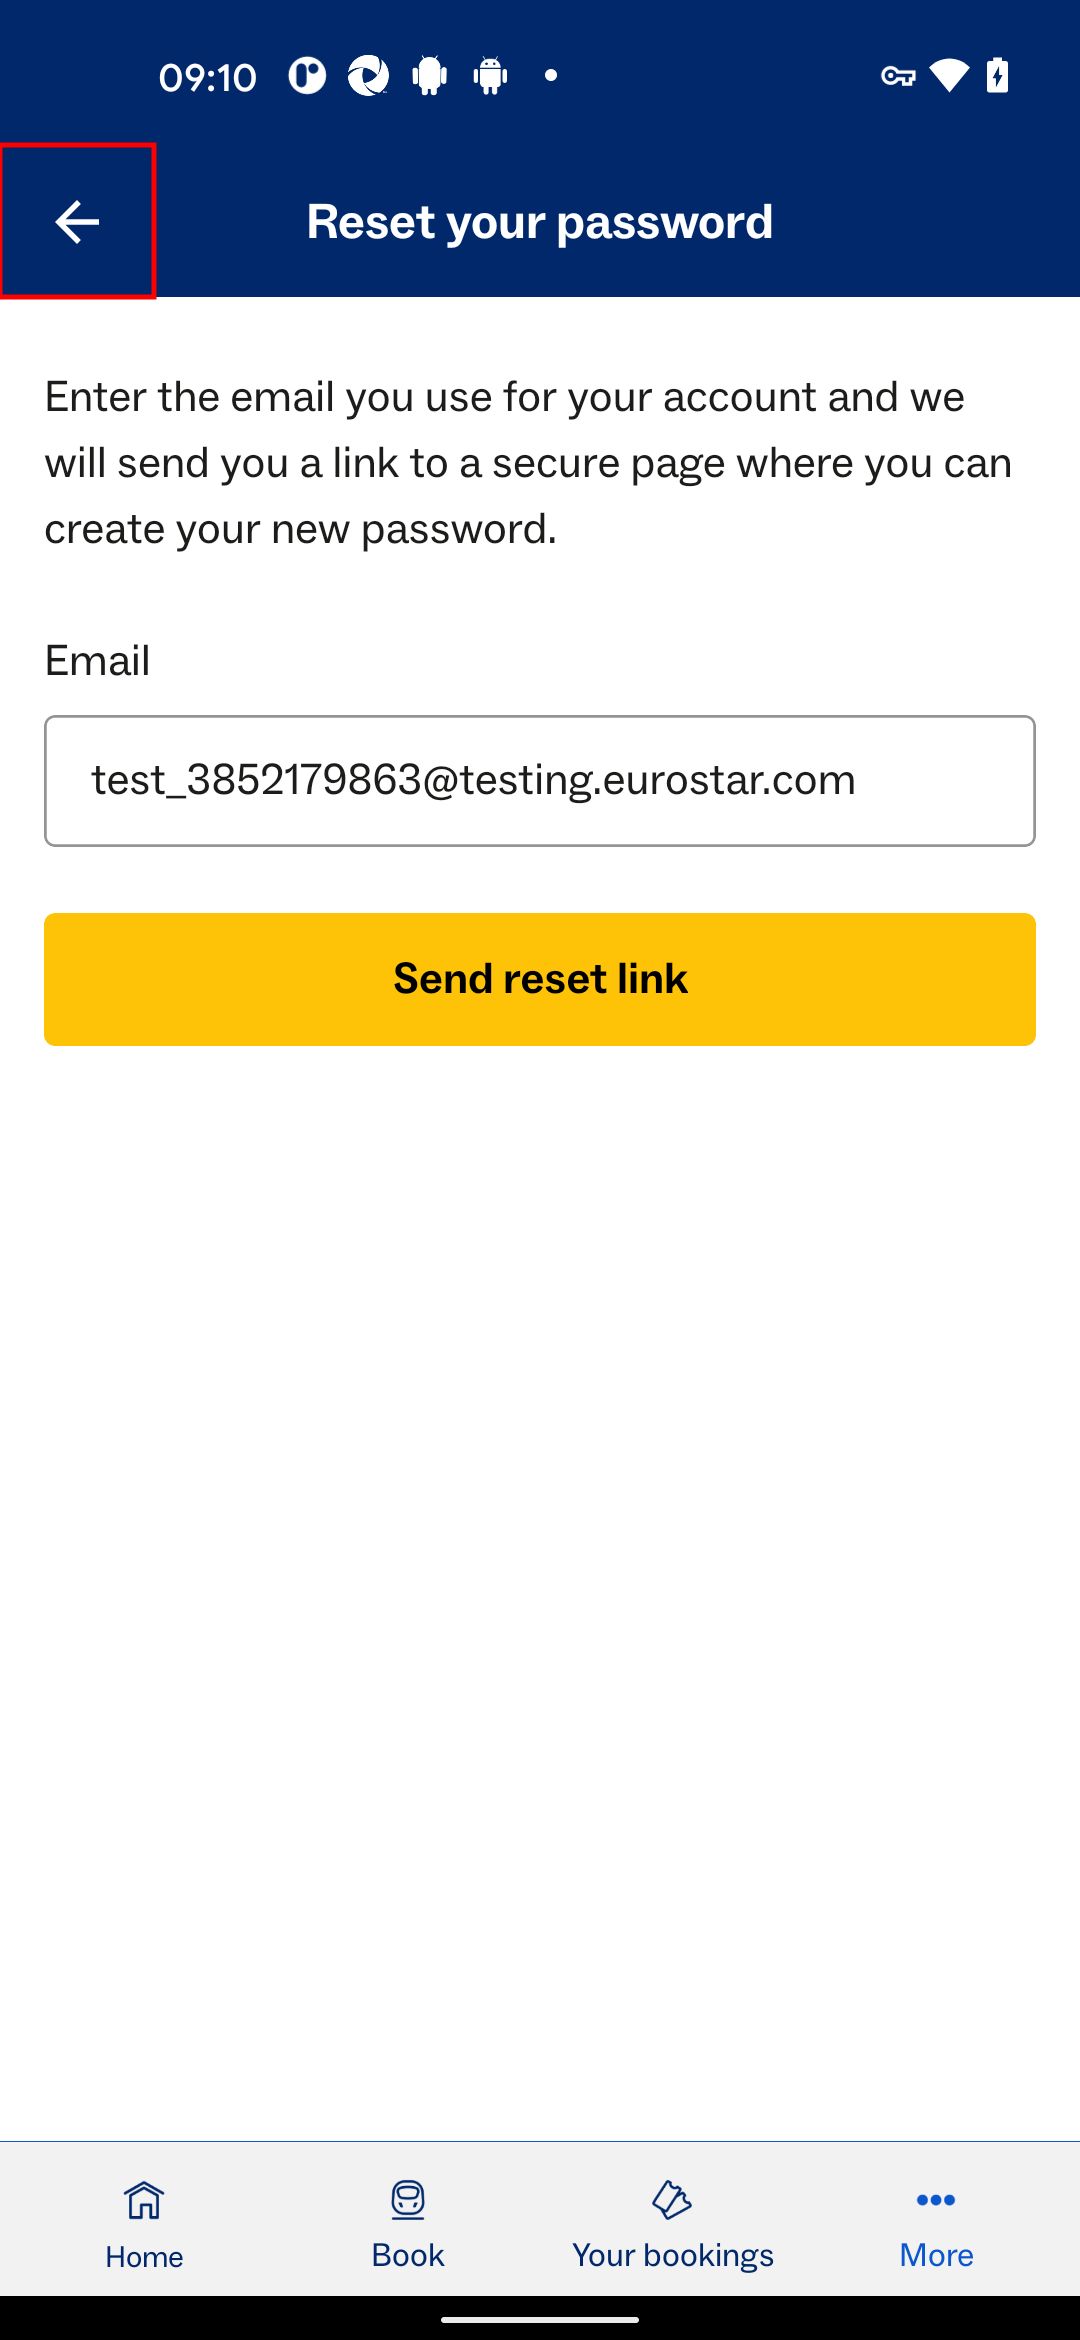 09:10
Reset your password
Enter the email you use for your account and we
will send you a link to a secure page where you can
create your new password.
Email
test_3852179863@testing.eurostar.com
Send reset link
Home
Book
Your bookings
More